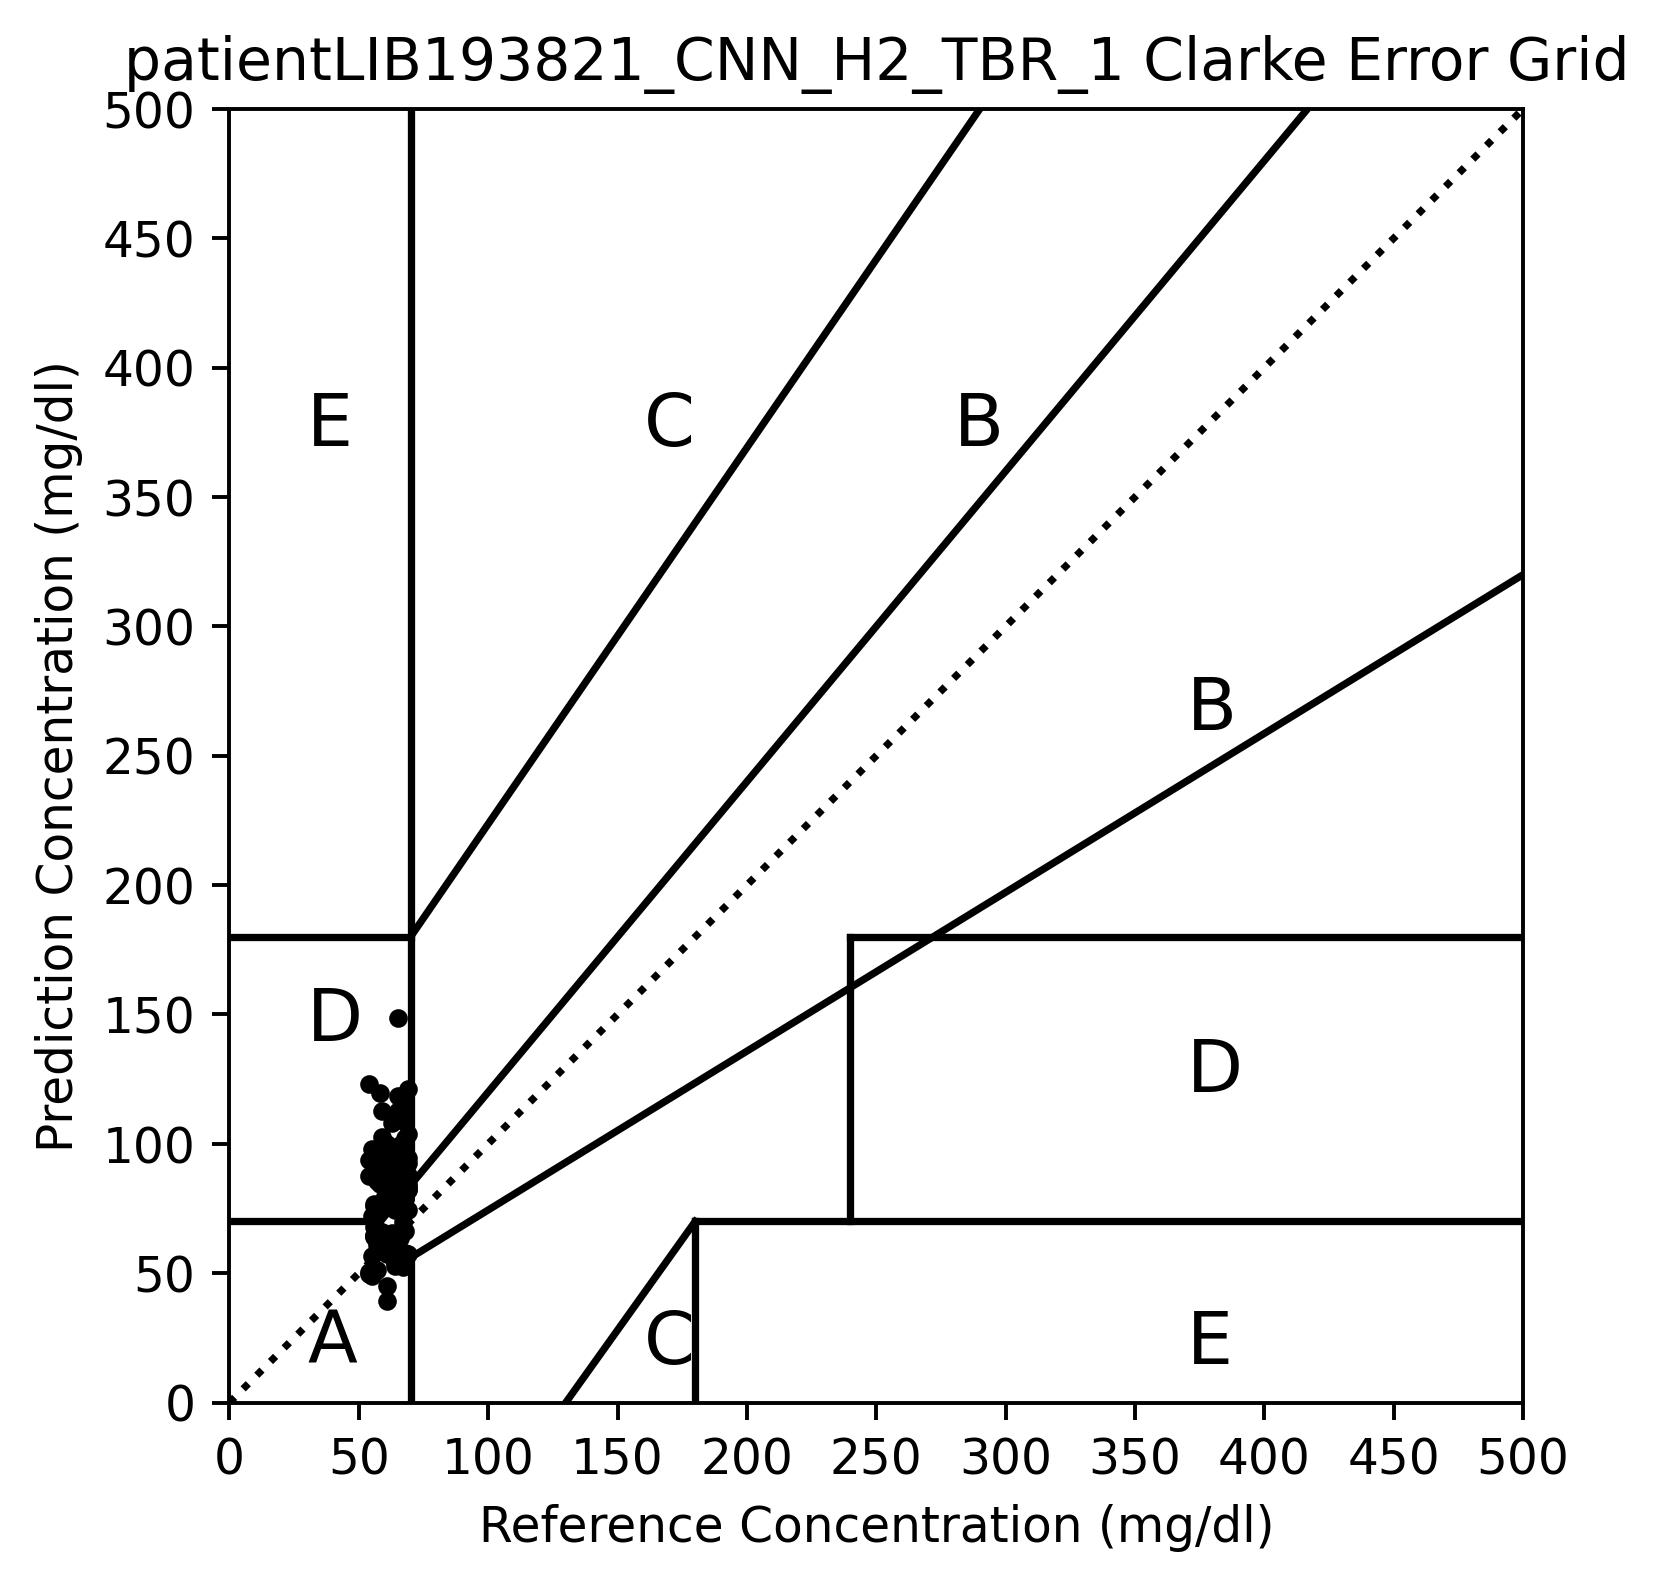 patientLIB193821_CNN_H2_TBR_1 Clarke Error Grid
Prediction Concentration (mg/dl)
500
450
400
350
300
250
200
150
100
50
0
E
C
B
B
D
D
A
C
E
0 50 100 150 200 250 300 350 400 450 500
Reference Concentration (mg/dl)